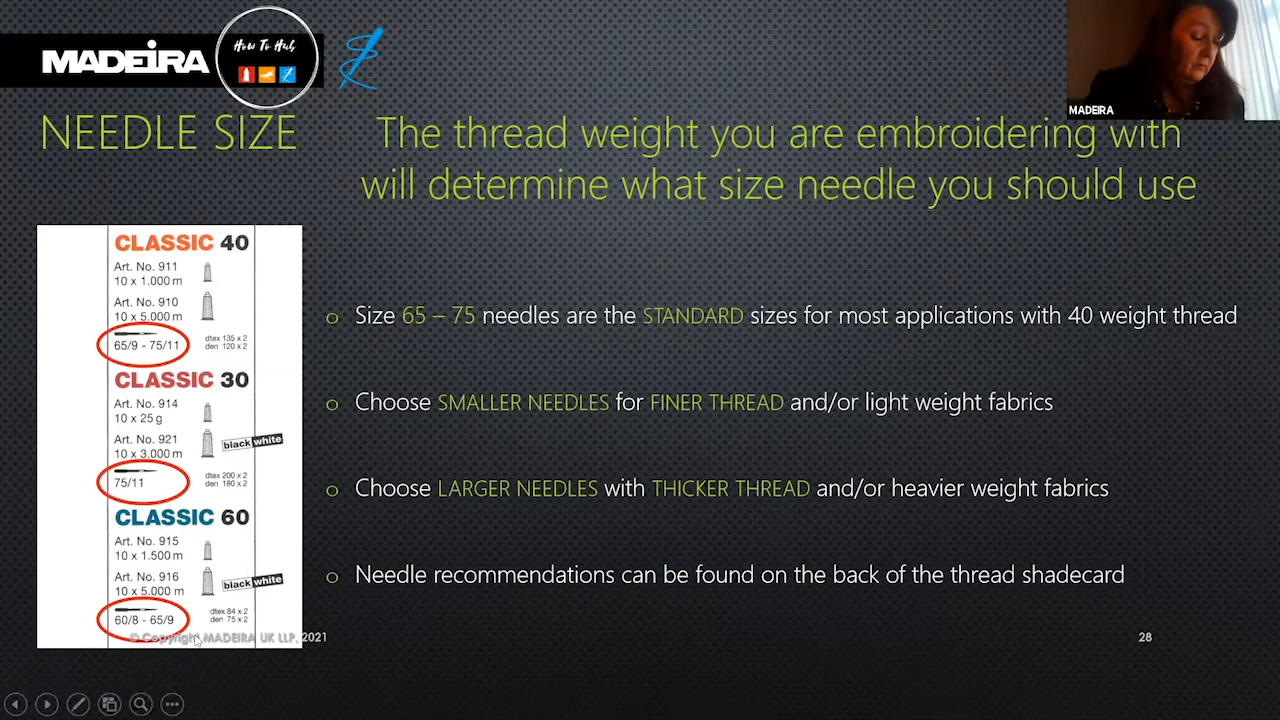 MADEIRA
How To Hub
MADEIRA
NEEDLE SIZE
The thread weight you are embroidering with
will determine what size needle you should use
CLASSIC 40
Art. No. 911
10 x 1.000 m
Art. No. 910
10 x 5.000 m
65/9 - 75/11
dtex 135 x 2
den 120 x 2
CLASSIC 30
Art. No. 914
10 x 25 g
Art. No. 921
10 x 3.000 m
black white
75/11
dtex 200 x 2
den 180 x 2
CLASSIC 60
Art. No. 915
10 x 1.500 m
Art. No. 916
10 x 5.000 m
black white
60/8 - 65/9
dtex 84 x 2
den 75 x 2
o Size 65 – 75 needles are the STANDARD sizes for most applications with 40 weight thread
o Choose SMALLER NEEDLES for FINER THREAD and/or light weight fabrics
o Choose LARGER NEEDLES with THICKER THREAD and/or heavier weight fabrics
o Needle recommendations can be found on the back of the thread shadecard
© Copyright MADEIRA UK LLP, 2021
28